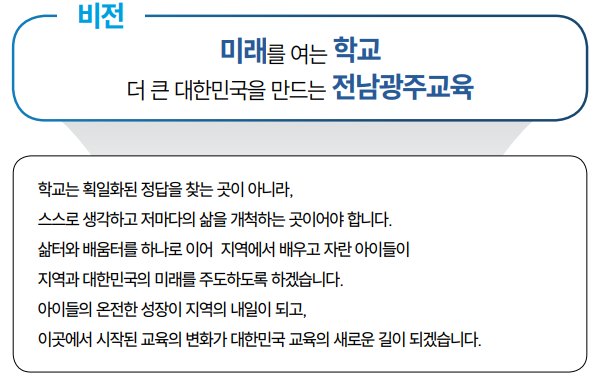 비전
미래를 여는 학교
더 큰 대한민국을 만드는 전남광주교육
학교는 획일화된 정답을 찾는 곳이 아니라,
스스로 생각하고 저마다의 삶을 개척하는 곳이어야 합니다.
삶터와 배움터를 하나로 이어 지역에서 배우고 자란 아이들이
지역과 대한민국의 미래를 주도하도록 하겠습니다.
아이들의 온전한 성장이 지역의 내일이 되고,
이곳에서 시작된 교육의 변화가 대한민국 교육의 새로운 길이 되겠습니다.